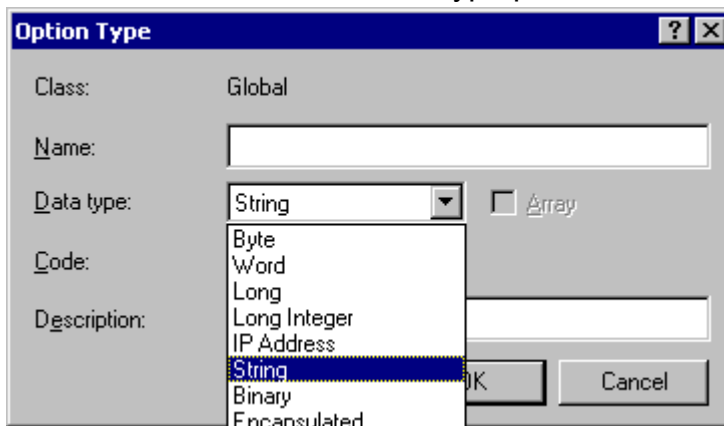 Option Type
Class: Global
Name:
Data type: String Array
Byte
Code:
Word
Long
Description:
Long Integer
IP Address
String
OK Cancel
Binary
Encapsulated